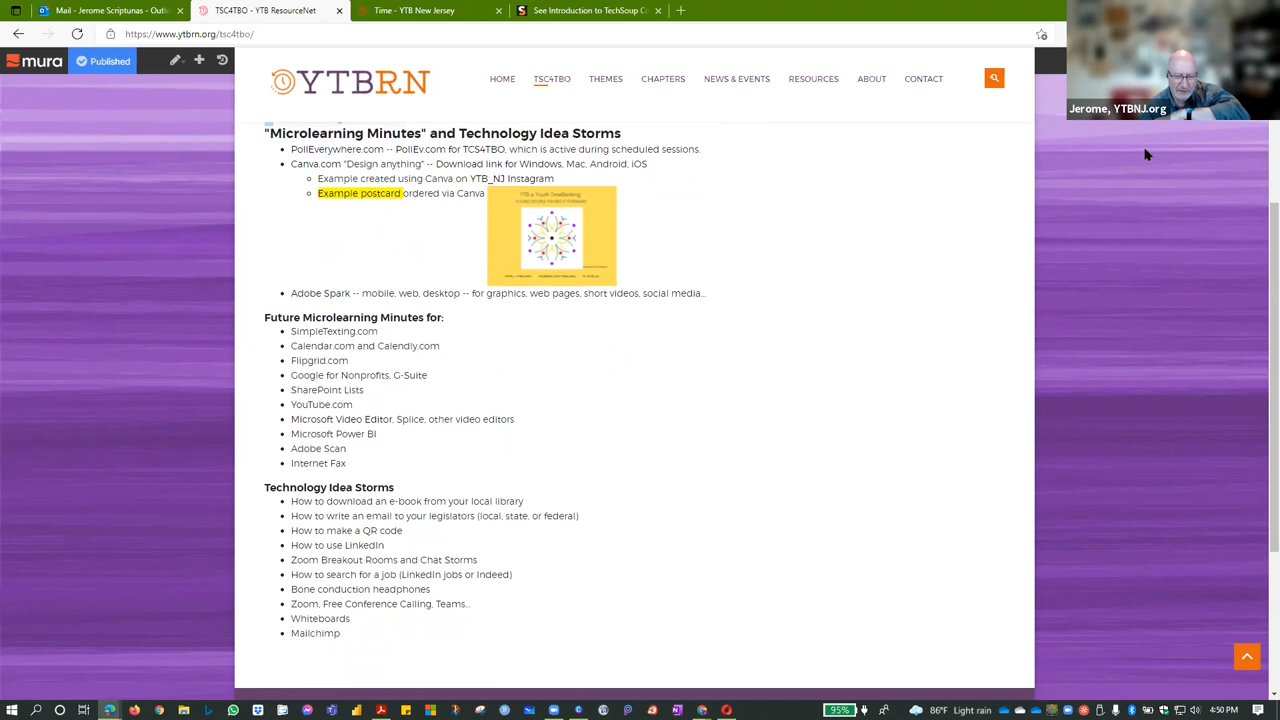 Mail - Jerome Scriptunas - Outl
TSC4TBO - YTB ResourceNet
Time - YTB New Jersey
See Introduction to TechSoup C
https://www.ytbrn.org/tsc4tbo/
mura
Published
YTBRN
HOME
TSC4TBO
THEMES
CHAPTERS
NEWS & EVENTS
RESOURCES
ABOUT
CONTACT
Jerome, YTBNJ.org
"Microlearning Minutes" and Technology Idea Storms
PollEverywhere.com -- PollEv.com for TCS4TBO, which is active during scheduled sessions.
Canva.com "Design anything" -- Download link for Windows, Mac, Android, iOS
Example created using Canva on YTB_NJ Instagram
Example postcard ordered via Canva
YTB is Youth TimeBanking
Adobe Spark -- mobile, web, desktop -- for graphics, web pages, short videos, social media...
Future Microlearning Minutes for:
SimpleTexting.com
Calendar.com and Calendly.com
Flipgrid.com
Google for Nonprofits, G-Suite
SharePoint Lists
YouTube.com
Microsoft Video Editor, Splice, other video editors
Microsoft Power BI
Adobe Scan
Internet Fax
Technology Idea Storms
How to download an e-book from your local library
How to write an email to your legislators (local, state, or federal)
How to make a QR code
How to use LinkedIn
Zoom Breakout Rooms and Chat Storms
How to search for a job (LinkedIn jobs or Indeed)
Bone conduction headphones
Zoom, Free Conference Calling, Teams...
Whiteboards
Mailchimp
95%
86°F Light rain
4:50 PM